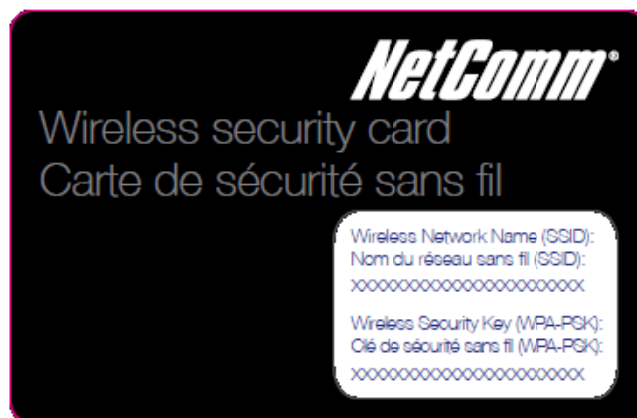 NetComm®
Wireless security card
Carte de sécurité sans fil
Wireless Network Name (SSID):
Nom du réseau sans fil (SSID):
XXXXXXXXXXXXXXXXXXXXXXX
Wireless Security Key (WPA-PSK):
Clé de sécurité sans fil (WPA-PSK):
XXXXXXXXXXXXXXXXXXXXXXX